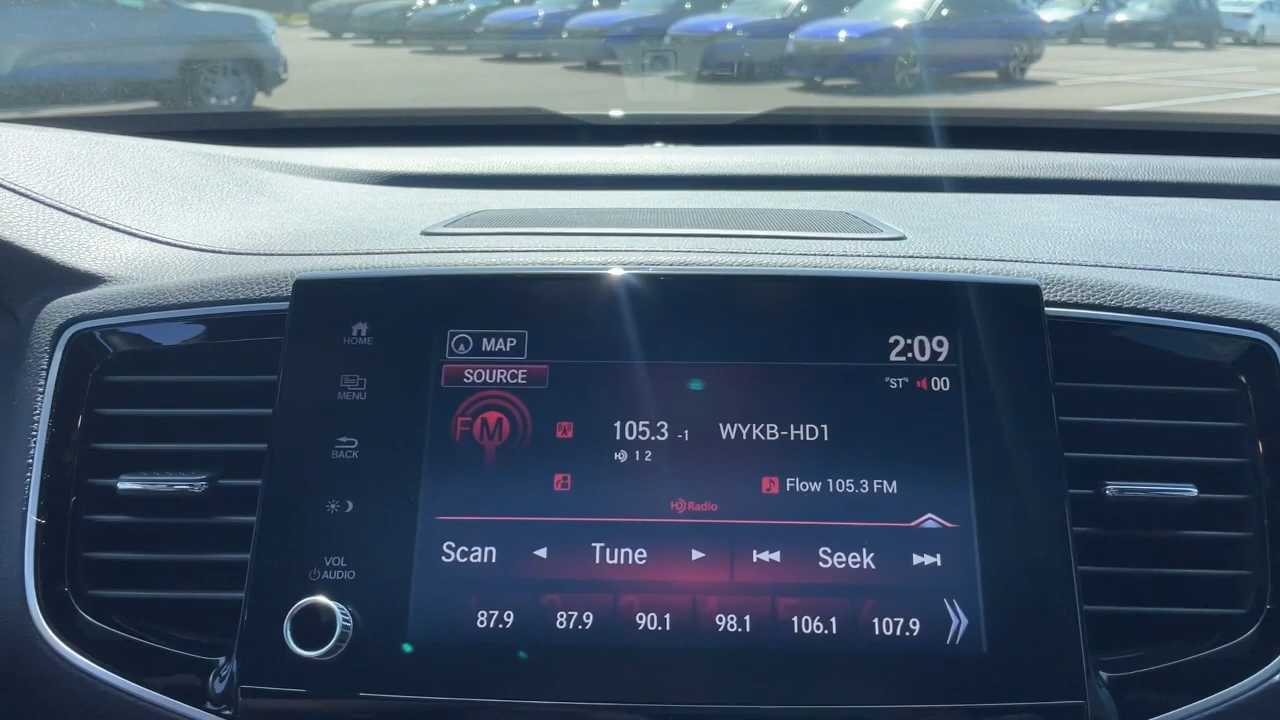 HOME
MENU
BACK
VOL
AUDIO
MAP
2:09
SOURCE
"ST" 00
FM
105.3 -1 WYKB-HD1
HD 1 2
Flow 105.3 FM
HD Radio
Scan Tune Seek
87.9 87.9 90.1 98.1 106.1 107.9